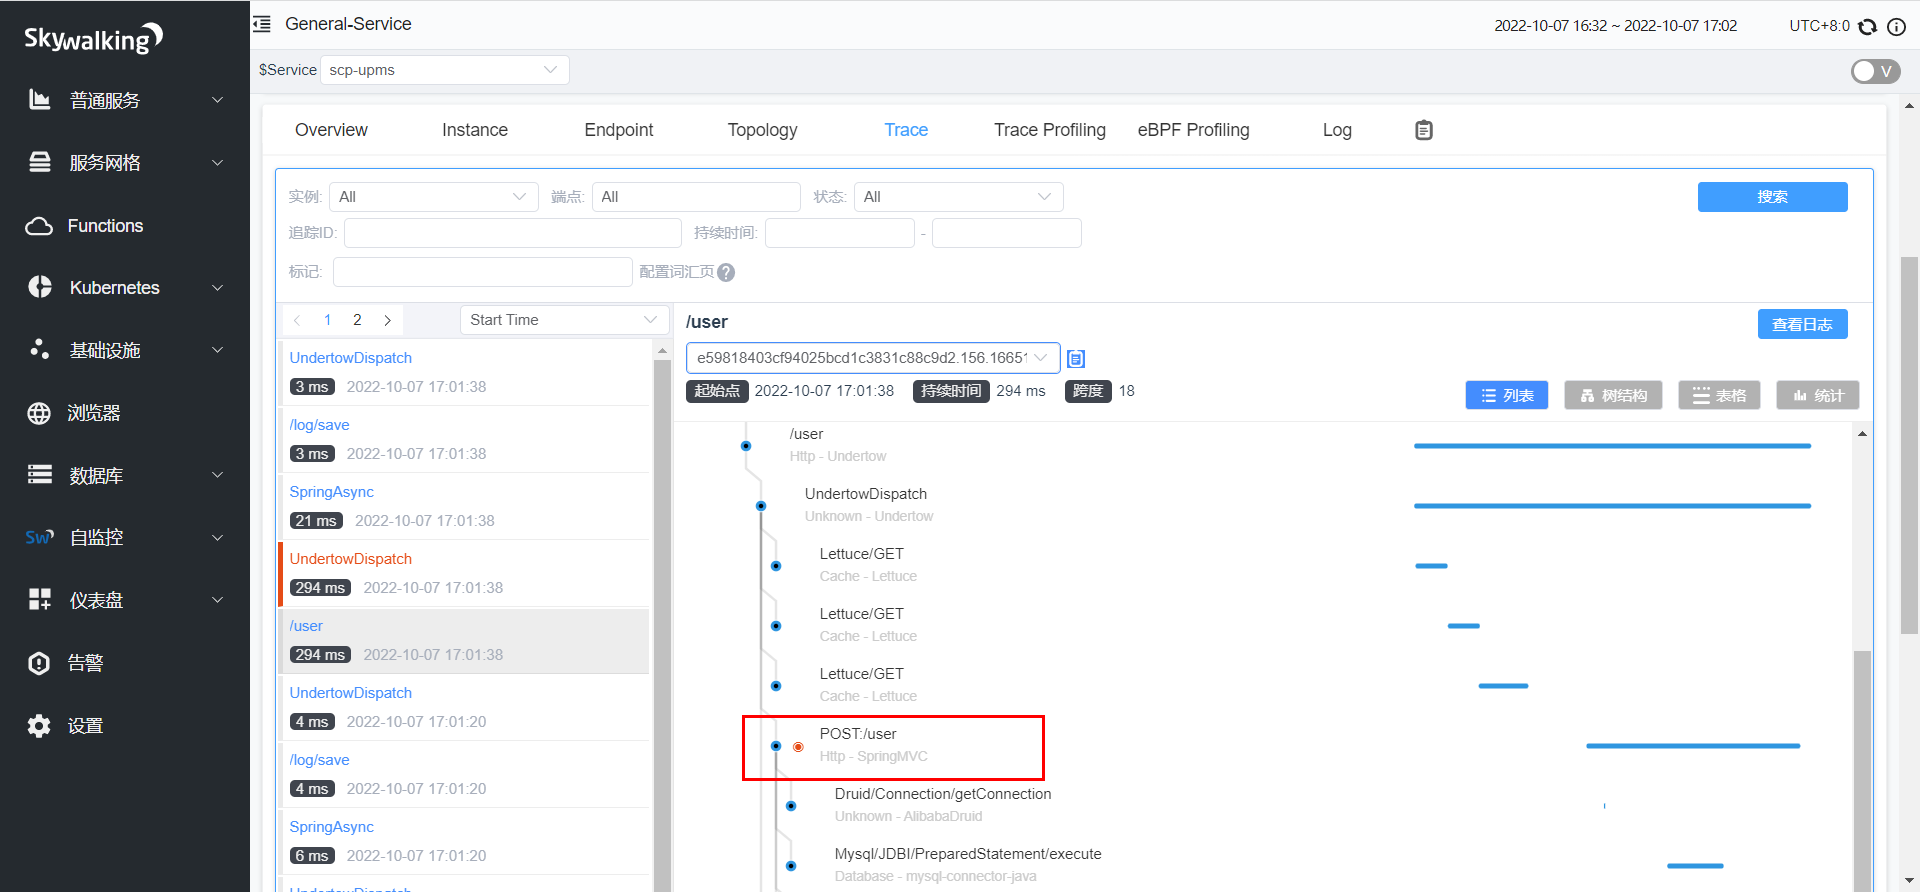 Skywalking
普通服务
服务网格
Functions
Kubernetes
基础设施
浏览器
数据库
Sw 自监控
仪表盘
告警
设置
General-Service
2022-10-07 16:32 ~ 2022-10-07 17:02
UTC+8:0
$Service scp-upms
V
Overview Instance Endpoint Topology Trace Trace Profiling eBPF Profiling Log
实例: All 端点: All 状态: All 搜索
追踪ID: 持续时间: -
标记: 配置词汇页 ?
1 2 Start Time
UndertowDispatch
3 ms 2022-10-07 17:01:38
/log/save
3 ms 2022-10-07 17:01:38
SpringAsync
21 ms 2022-10-07 17:01:38
UndertowDispatch
294 ms 2022-10-07 17:01:38
/user
294 ms 2022-10-07 17:01:38
UndertowDispatch
4 ms 2022-10-07 17:01:20
/log/save
4 ms 2022-10-07 17:01:20
SpringAsync
6 ms 2022-10-07 17:01:20
UndertowDispatch
/user
查看日志
e59818403cf94025bcd1c3831c88c9d2.156.16651
起始点 2022-10-07 17:01:38 持续时间 294 ms 跨度 18
列表 树结构 表格 统计
/user
Http - Undertow
UndertowDispatch
Unknown - Undertow
Lettuce/GET
Cache - Lettuce
Lettuce/GET
Cache - Lettuce
Lettuce/GET
Cache - Lettuce
POST:/user
Http - SpringMVC
Druid/Connection/getConnection
Unknown - AlibabaDruid
Mysql/JDBI/PreparedStatement/execute
Database - mysql-connector-java